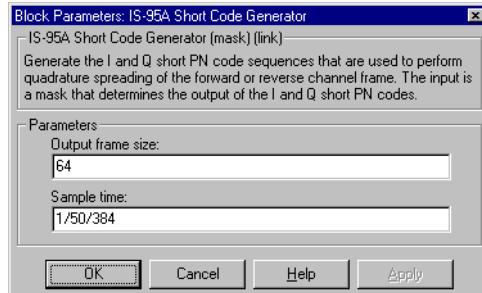 Block Parameters: IS-95A Short Code Generator
IS-95A Short Code Generator (mask) (link)
Generate the I and Q short PN code sequences that are used to perform
quadrature spreading of the forward or reverse channel frame. The input is
a mask that determines the output of the I and Q short PN codes.
Parameters
Output frame size:
64
Sample time:
1/50/384
OK Cancel Help Apply